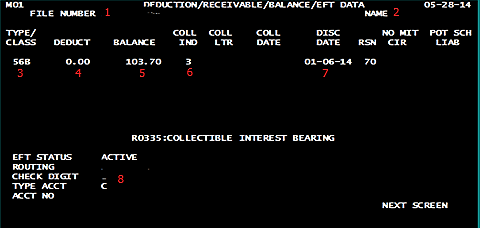 M01 DEDUCTION/RECEIVABLE/BALANCE/EFT DATA 05-28-14
FILE NUMBER 1 NAME 2
TYPE/ COLL COLL COLL DISC NO MIT POT SCH
CLASS DEDUCT BALANCE IND LTR DATE DATE RSN CIR LIAB
56B 0.00 103.70 3 01-06-14 70
3 4 5 6 7
R0335:COLLECTIBLE INTEREST BEARING
EFT STATUS ACTIVE
ROUTING
CHECK DIGIT _ 8
TYPE ACCT C
ACCT NO
NEXT SCREEN